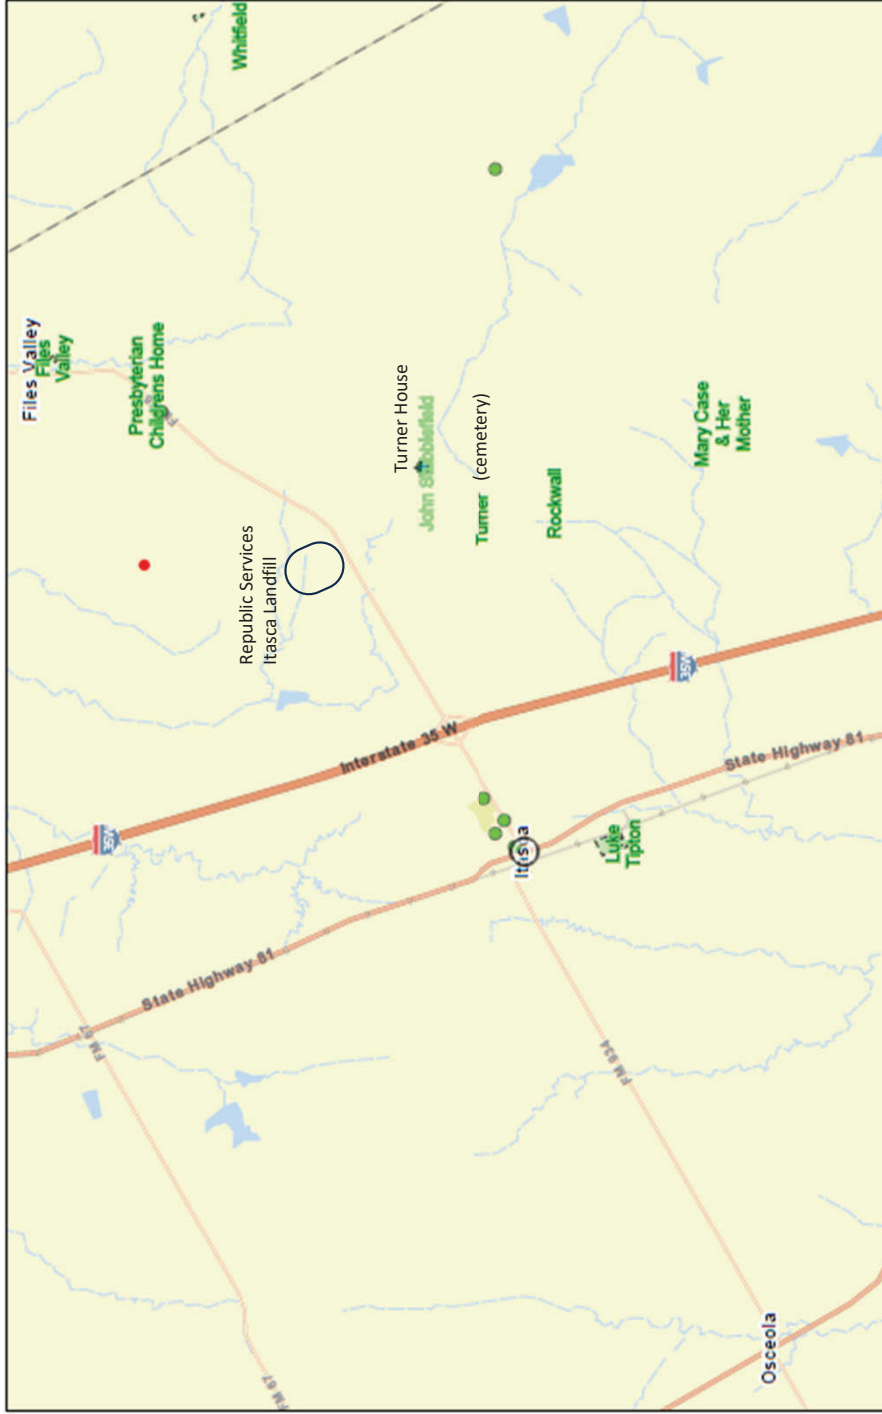 Files Valley
Files
Valley
FM 67
35W
Presbyterian
Childrens Home
FM
State Highway 81
Whitfield
Republic Services
Itasca Landfill
FM 67
Interstate 35 W
Turner House
John Stubblefield
Turner (cemetery)
Itasca
Rockwall
FM 934
Luke
Tipton
35W
Mary Case
& Her
Mother
Osceola
State Highway 81